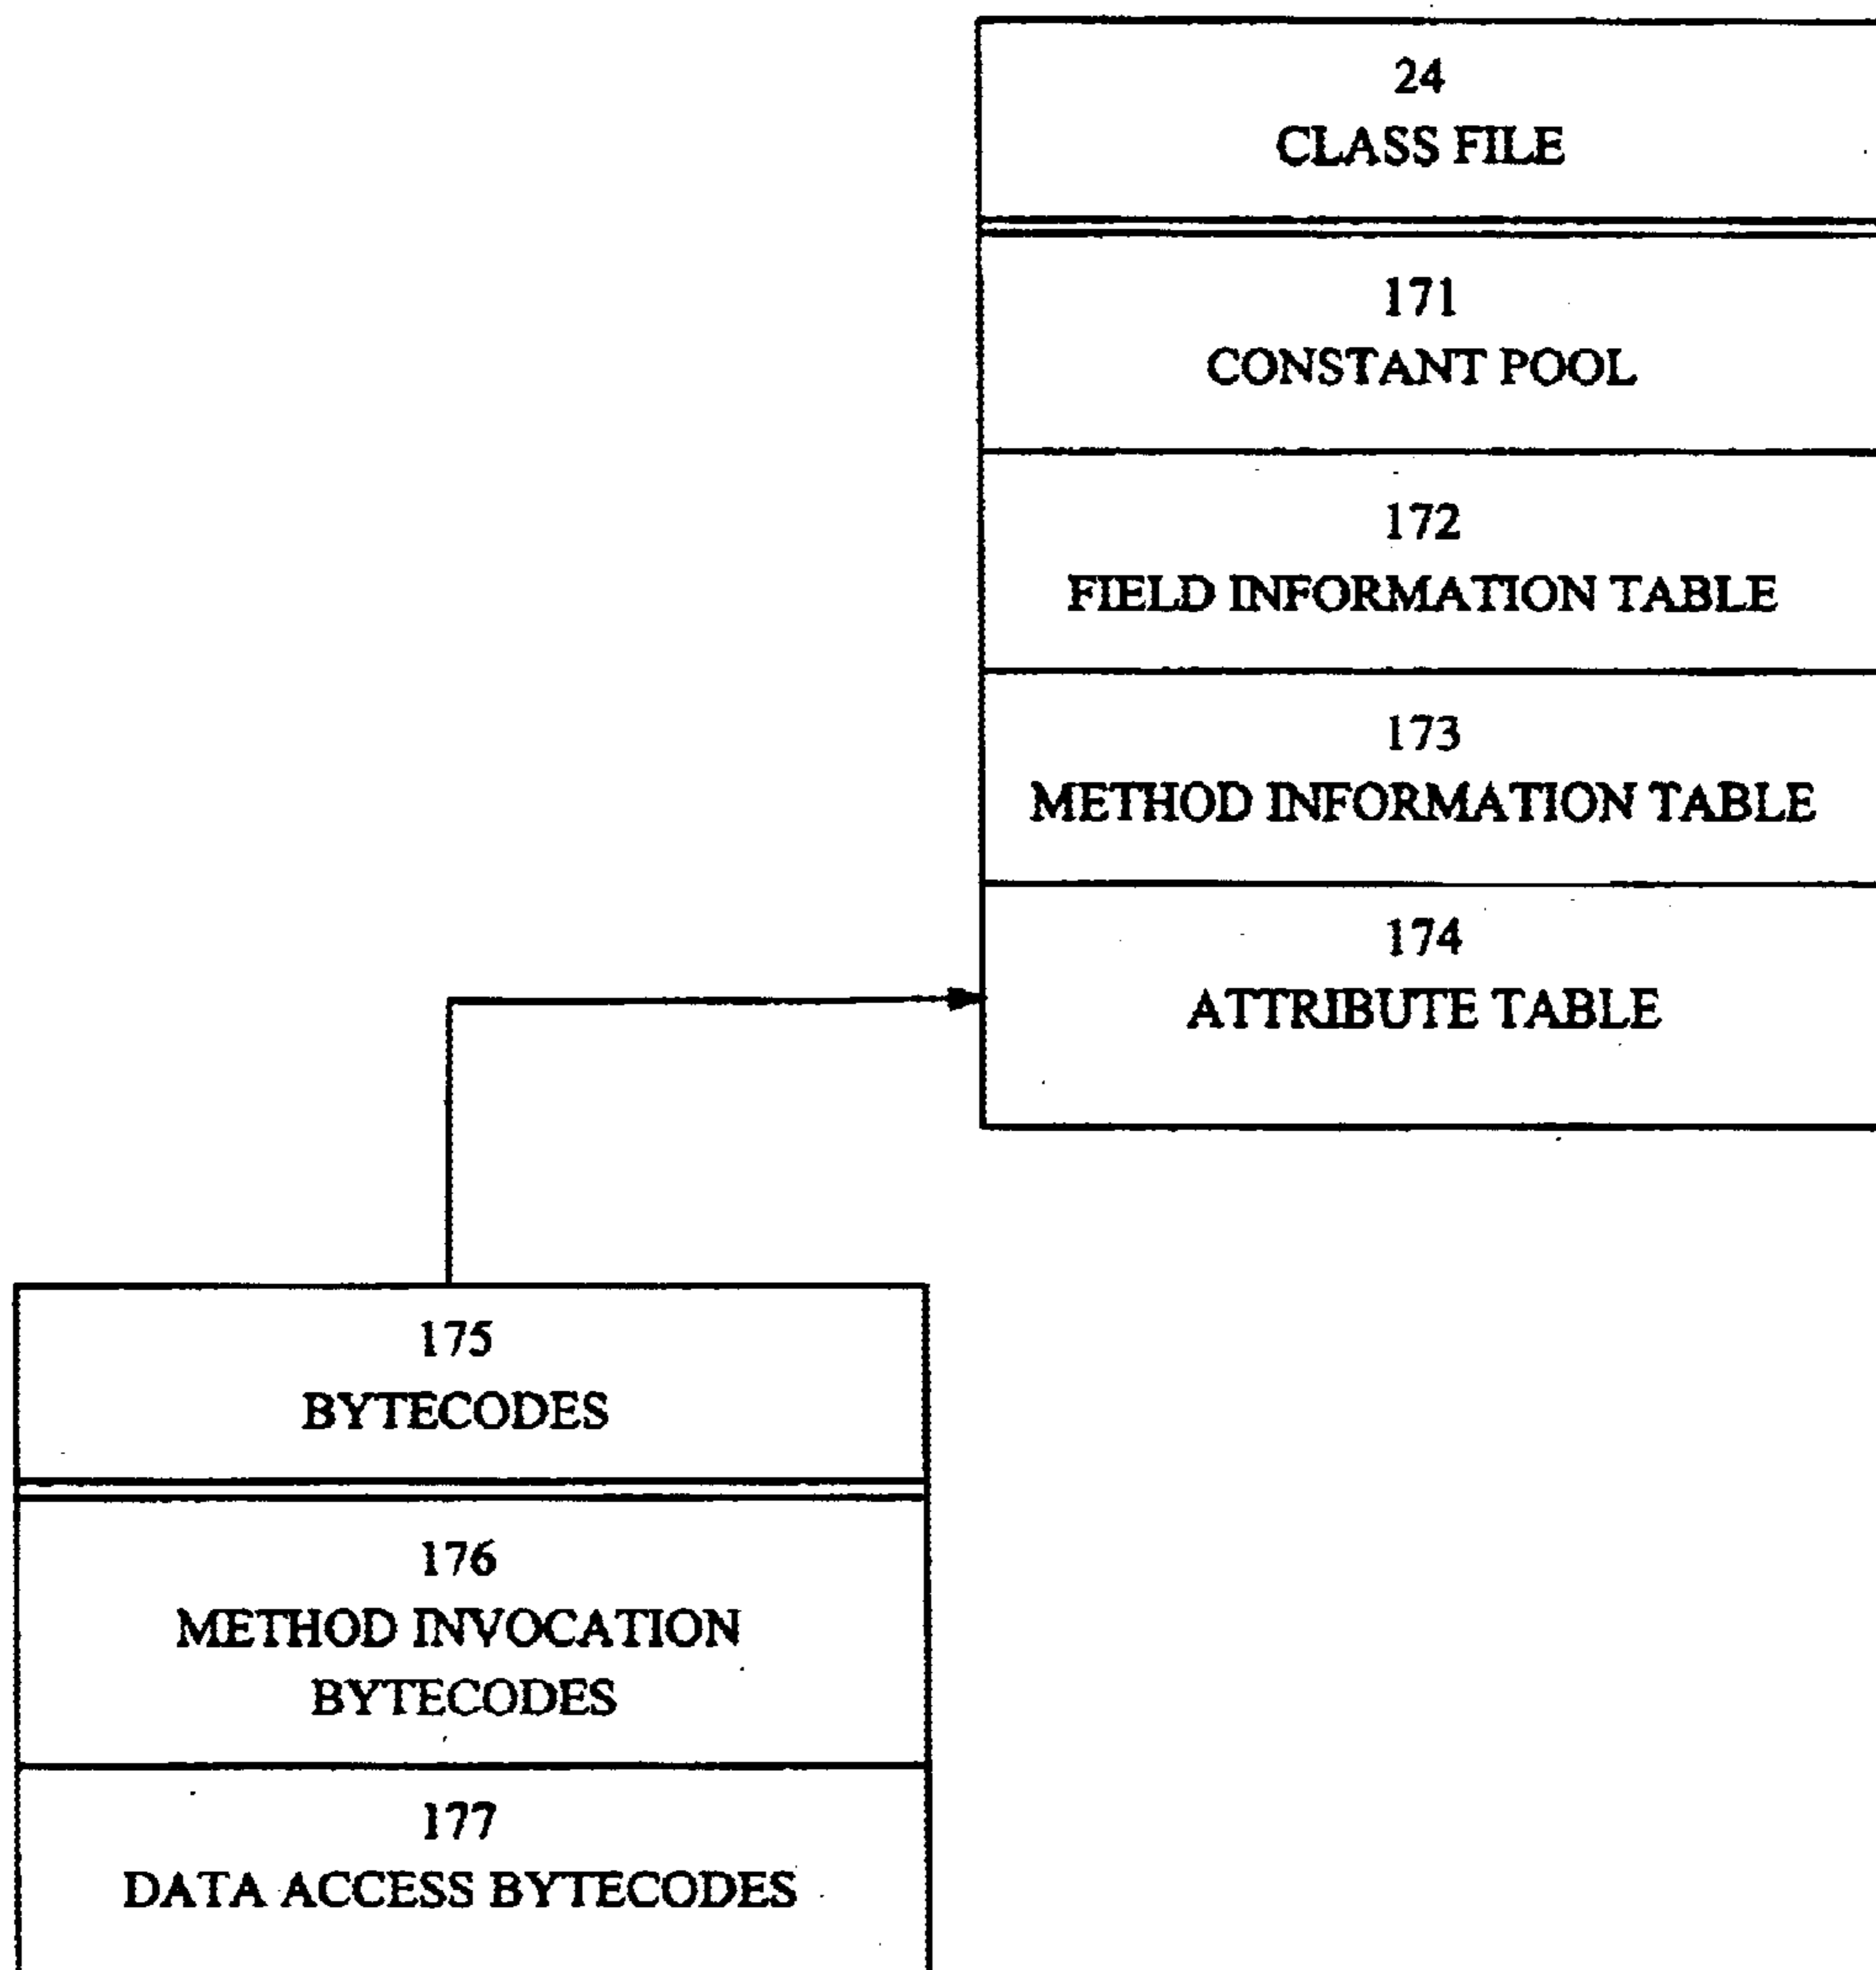 24
CLASS FILE
171
CONSTANT POOL
172
FIELD INFORMATION TABLE
173
METHOD INFORMATION TABLE
174
ATTRIBUTE TABLE
175
BYTECODES
176
METHOD INVOCATION
BYTECODES
177
DATA ACCESS BYTECODES